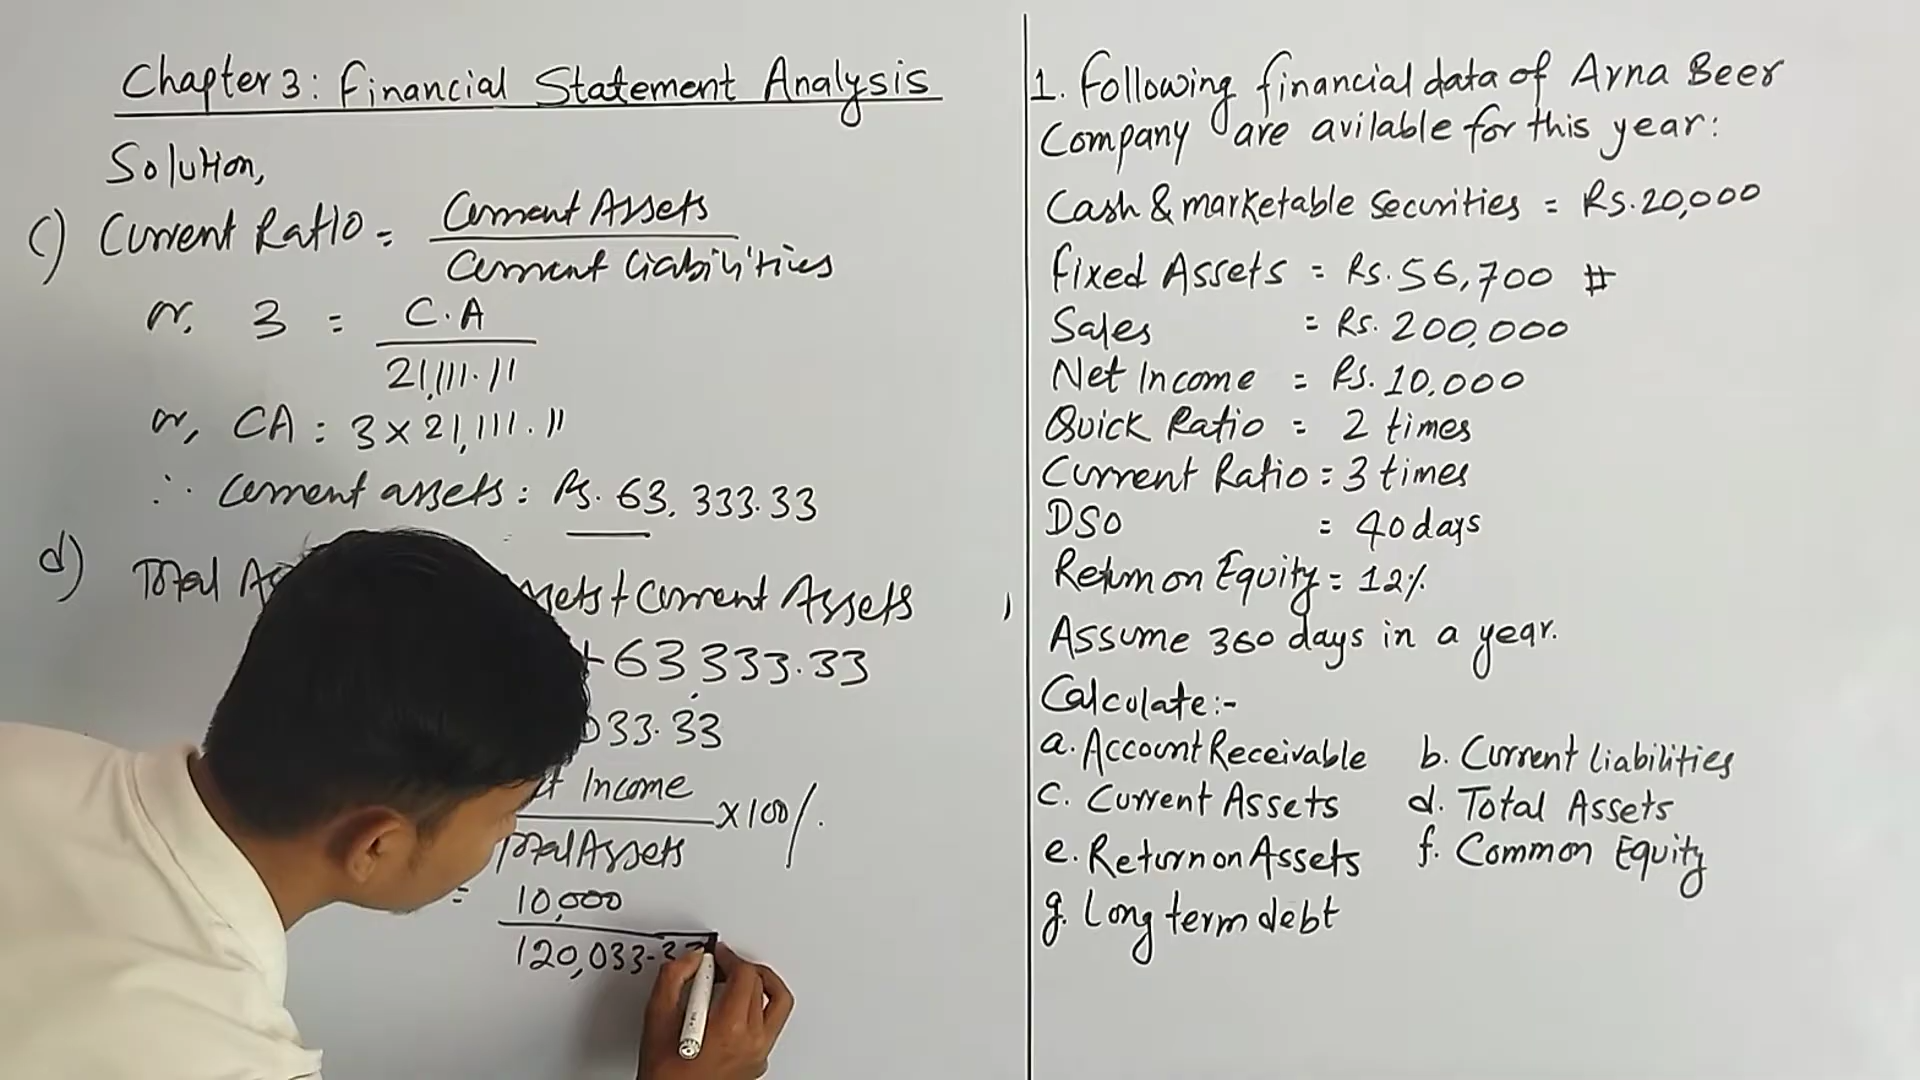 Chapter 3: Financial Statement Analysis
Solution,
c) Current Ratio = Current Assets
Current Liabilities
or, 3 = C.A
21,111.11
or, CA = 3 × 21,111.11
∴ Current assets = Rs. 63,333.33
d) Total Assets + Current Assets
+ 63,333.33
033.33
Income × 100%.
Total Assets
= 10,000
120,033.33
1. Following financial data of Arna Beer
Company are avilable for this year:
Cash & marketable securities = Rs.20,000
Fixed Assets = Rs.56,700 #
Sales = Rs. 200,000
Net Income = Rs. 10,000
Quick Ratio = 2 times
Current Ratio = 3 times
DSO = 40 days
Return on Equity = 12%
Assume 360 days in a year.
Calculate:-
a. Account Receivable b. Current liabilities
c. Current Assets d. Total Assets
e. Return on Assets f. Common Equity
g. Long term debt